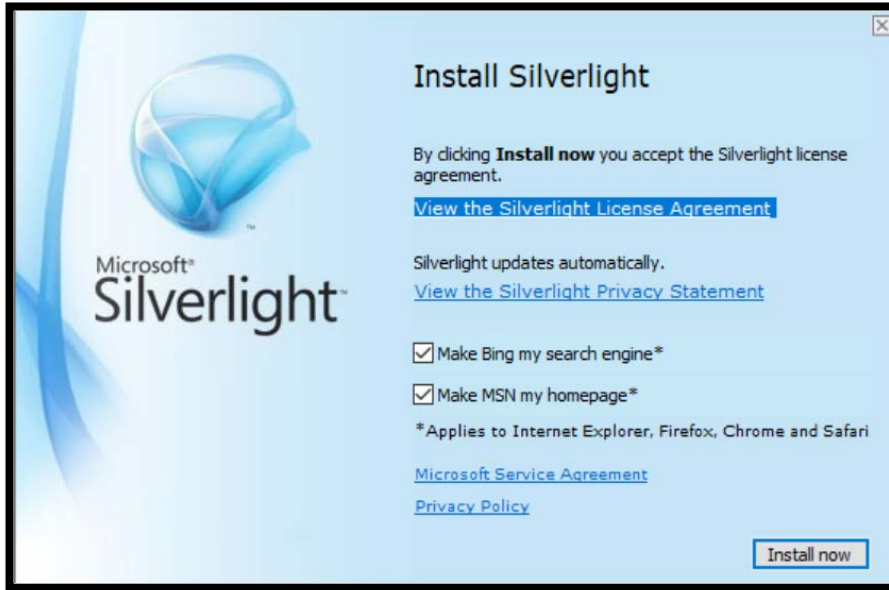 Install Silverlight
By clicking Install now you accept the Silverlight license
agreement.
View the Silverlight License Agreement
Microsoft®
Silverlight™
Silverlight updates automatically.
View the Silverlight Privacy Statement
Make Bing my search engine*
Make MSN my homepage*
*Applies to Internet Explorer, Firefox, Chrome and Safari
Microsoft Service Agreement
Privacy Policy
Install now